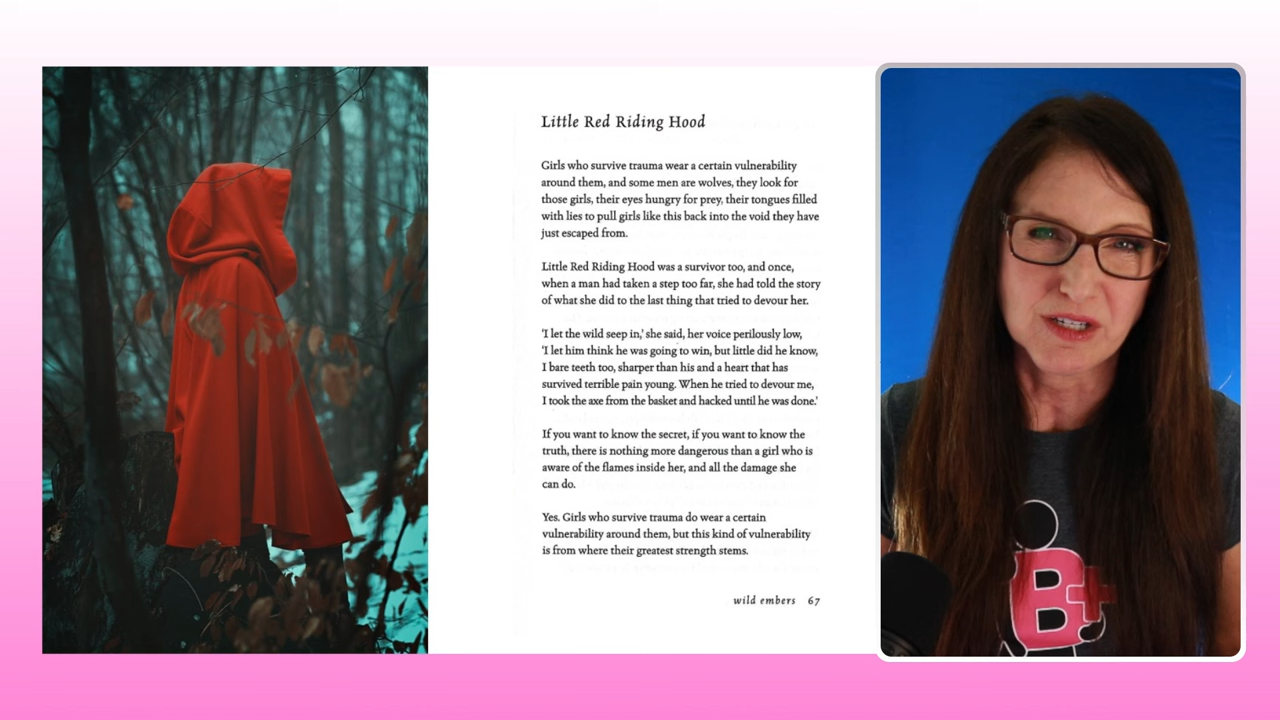 Little Red Riding Hood
Girls who survive trauma wear a certain vulnerability
around them, and some men are wolves, they look for
those girls, their eyes hungry for prey, their tongues filled
with lies to pull girls like this back into the void they have
just escaped from.
Little Red Riding Hood was a survivor too, and once,
when a man had taken a step too far, she had told the story
of what she did to the last thing that tried to devour her.
‘I let the wild seep in,’ she said, her voice perilously low,
‘I let him think he was going to win, but little did he know,
I bare teeth too, sharper than his and a heart that has
survived terrible pain young. When he tried to devour me,
I took the axe from the basket and hacked until he was done.’
If you want to know the secret, if you want to know the
truth, there is nothing more dangerous than a girl who is
aware of the flames inside her, and all the damage she
can do.
Yes. Girls who survive trauma do wear a certain
vulnerability around them, but this kind of vulnerability
is from where their greatest strength stems.
wild embers 67
B+